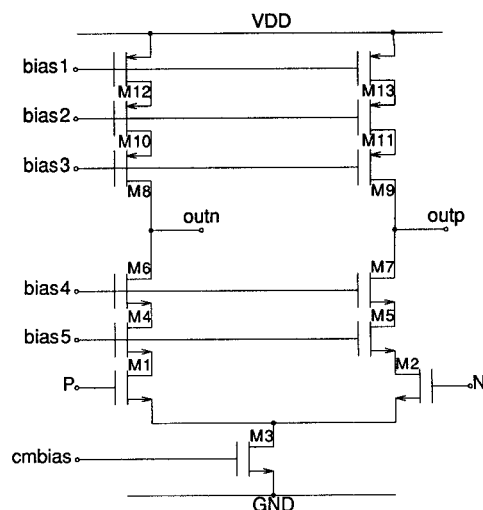 VDD
bias1
M12 M13
bias2
M10 M11
bias3
M8 M9
outn outp
M6 M7
bias4
M4 M5
bias5
M1 M2
P N
M3
cmbias
GND